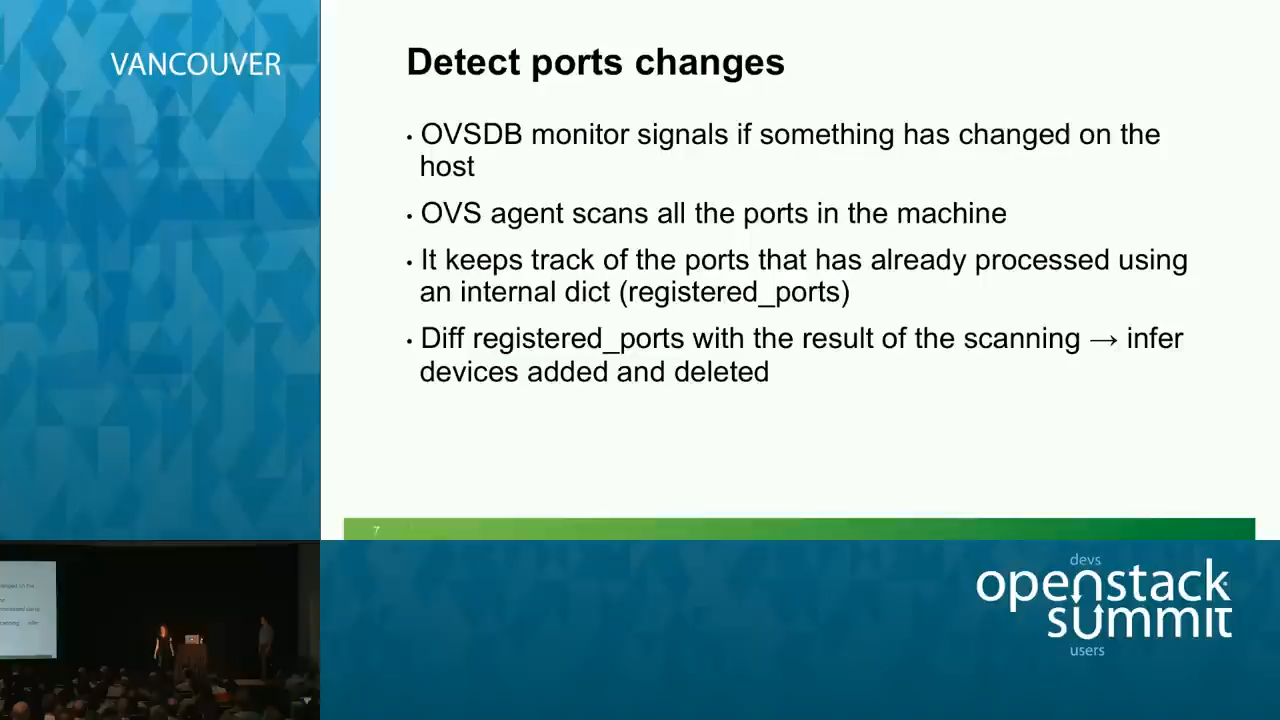 VANCOUVER
Detect ports changes
• OVSDB monitor signals if something has changed on the
host
• OVS agent scans all the ports in the machine
• It keeps track of the ports that has already processed using
an internal dict (registered_ports)
• Diff registered_ports with the result of the scanning → infer
devices added and deleted
7
devs
openstack
summit
users